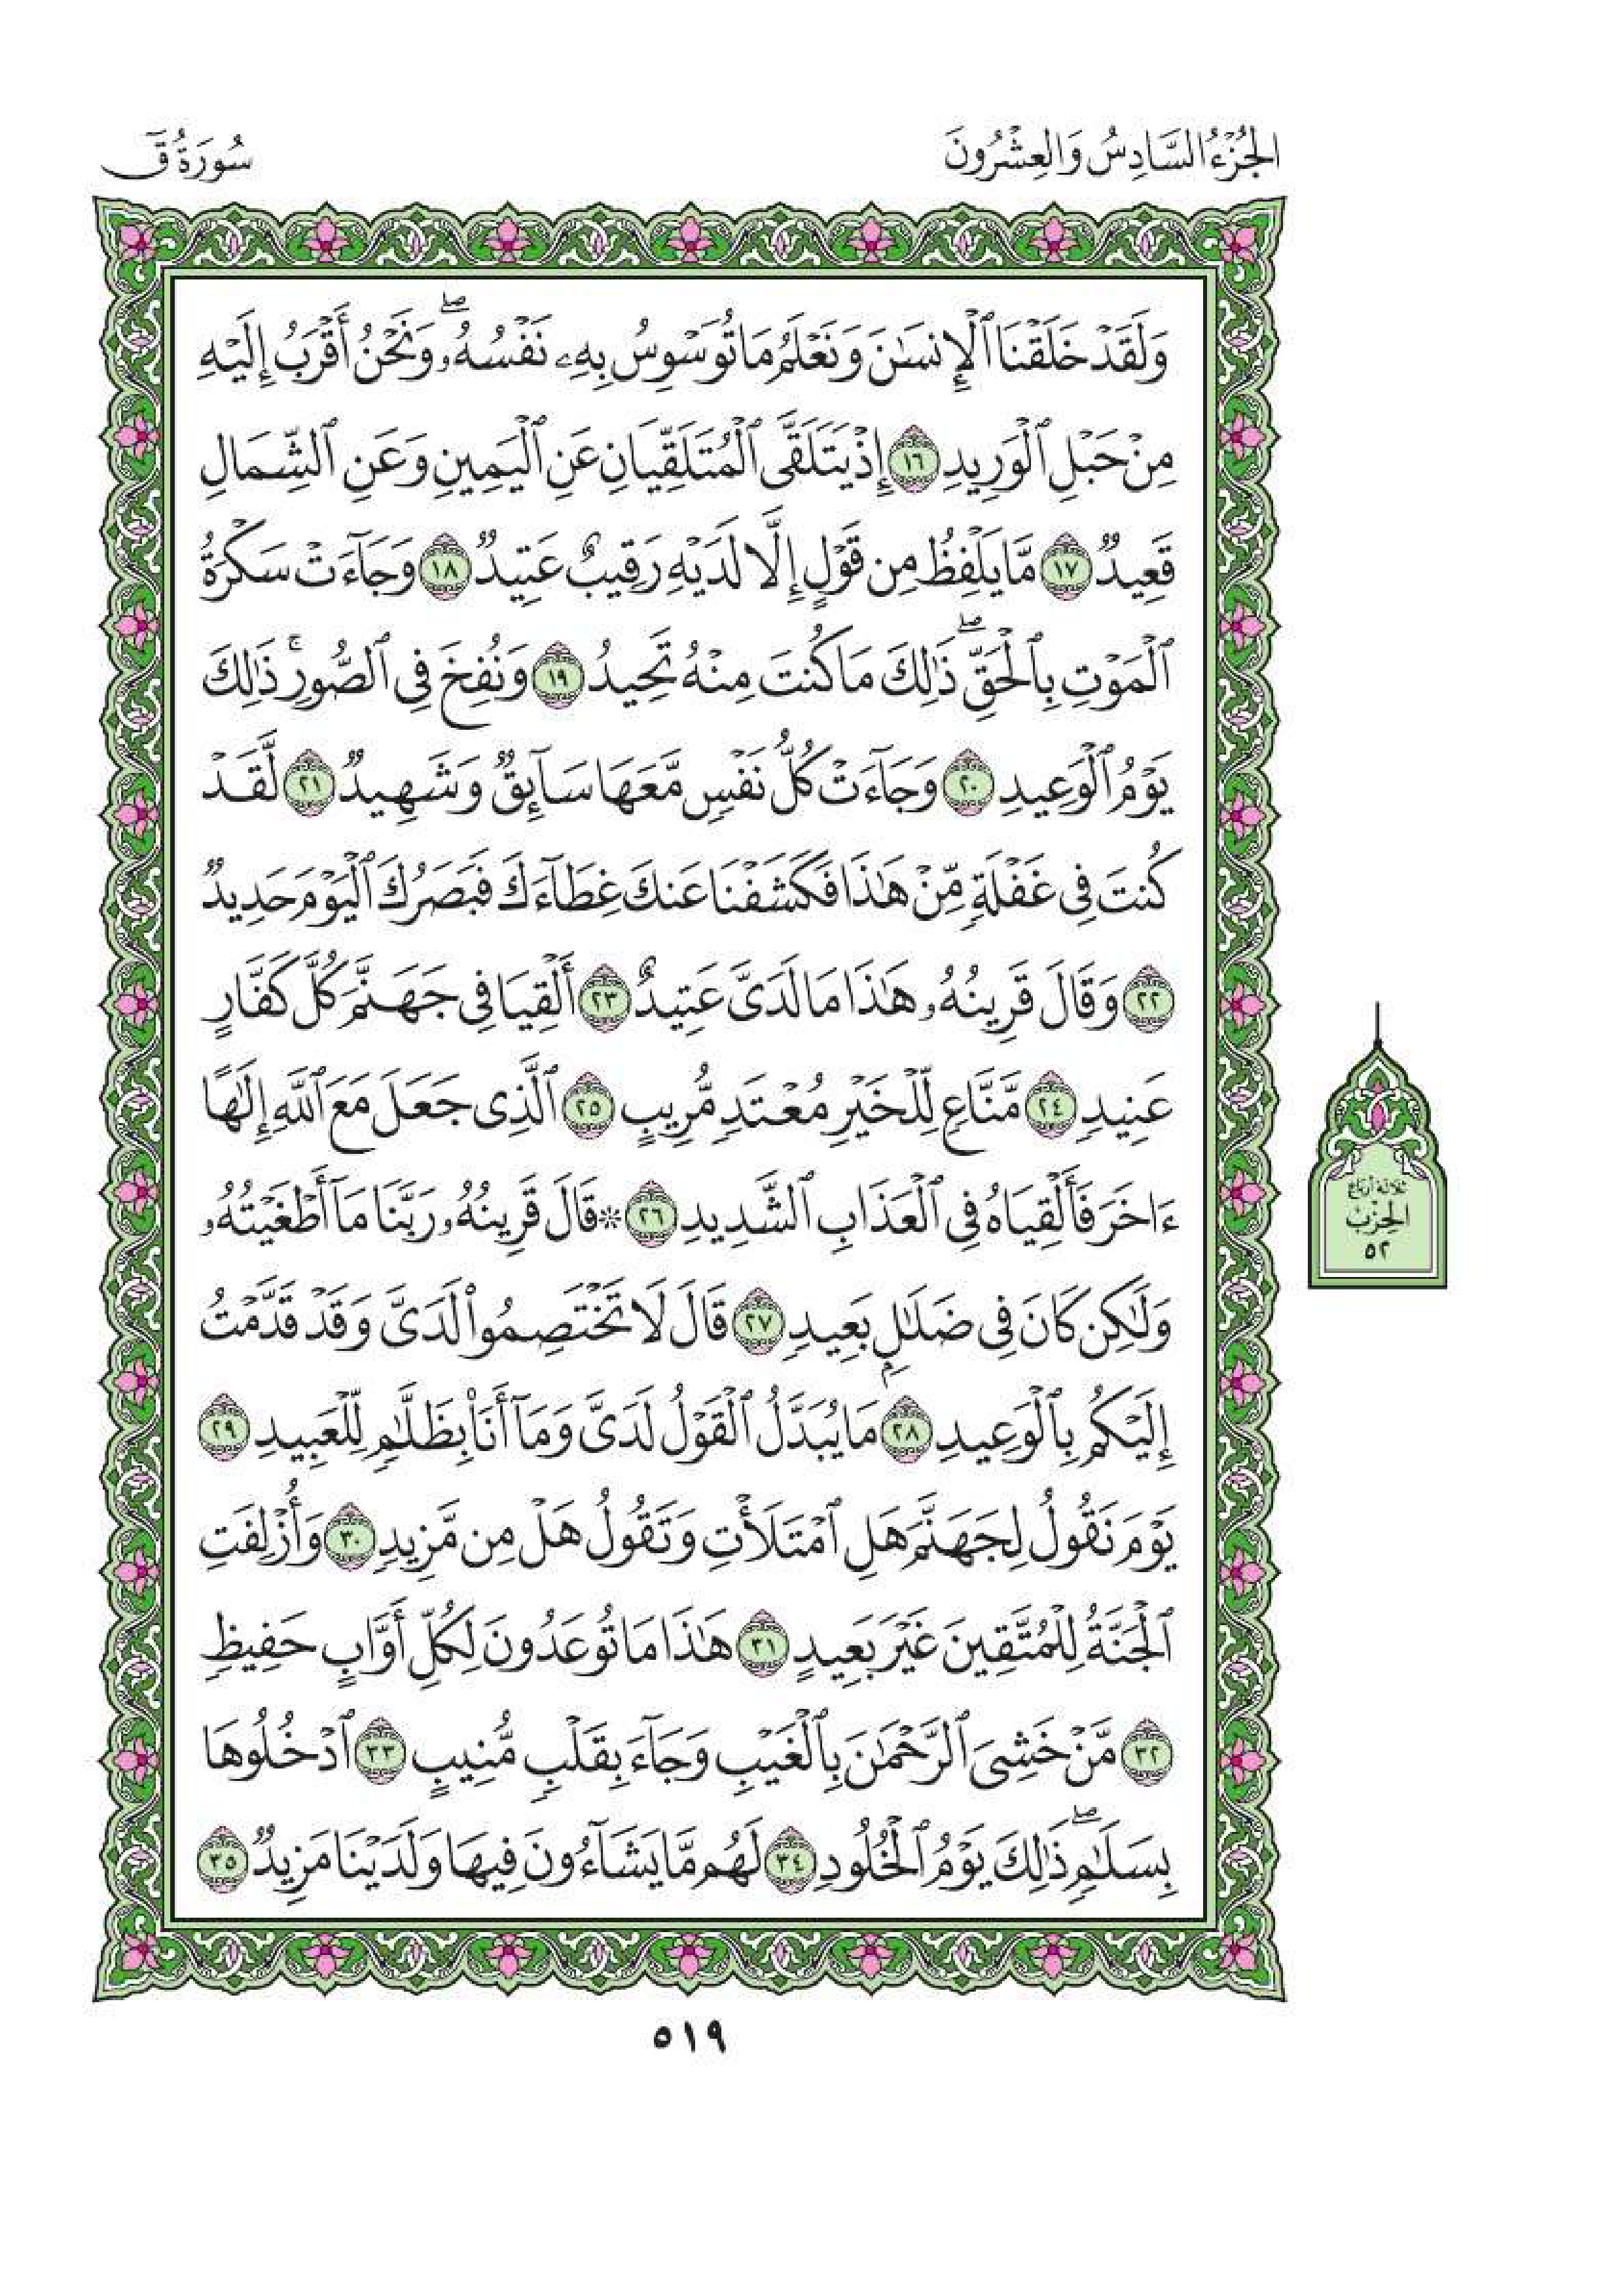 الجُزْءُ السَّادِسُ وَالعِشْرُونَ
سُورَةُ قٓ
وَلَقَدْ خَلَقْنَا ٱلْإِنسَٰنَ وَنَعْلَمُ مَا تُوَسْوِسُ بِهِۦ نَفْسُهُۥۖ وَنَحْنُ أَقْرَبُ إِلَيْهِ
مِنْ حَبْلِ ٱلْوَرِيدِ ١٦ إِذْ يَتَلَقَّى ٱلْمُتَلَقِّيَانِ عَنِ ٱلْيَمِينِ وَعَنِ ٱلشِّمَالِ
قَعِيدٌ ١٧ مَّا يَلْفِظُ مِن قَوْلٍ إِلَّا لَدَيْهِ رَقِيبٌ عَتِيدٌ ١٨ وَجَآءَتْ سَكْرَةُ
ٱلْمَوْتِ بِٱلْحَقِّۖ ذَٰلِكَ مَا كُنتَ مِنْهُ تَحِيدُ ١٩ وَنُفِخَ فِى ٱلصُّورِۚ ذَٰلِكَ
يَوْمُ ٱلْوَعِيدِ ٢٠ وَجَآءَتْ كُلُّ نَفْسٍ مَّعَهَا سَآئِقٌ وَشَهِيدٌ ٢١ لَّقَدْ
كُنتَ فِى غَفْلَةٍ مِّنْ هَٰذَا فَكَشَفْنَا عَنكَ غِطَآءَكَ فَبَصَرُكَ ٱلْيَوْمَ حَدِيدٌ
٢٢ وَقَالَ قَرِينُهُۥ هَٰذَا مَا لَدَىَّ عَتِيدٌ ٢٣ أَلْقِيَا فِى جَهَنَّمَ كُلَّ كَفَّارٍ
عَنِيدٍ ٢٤ مَّنَّاعٍ لِّلْخَيْرِ مُعْتَدٍ مُّرِيبٍ ٢٥ ٱلَّذِى جَعَلَ مَعَ ٱللَّهِ إِلَٰهًا
ءَاخَرَ فَأَلْقِيَاهُ فِى ٱلْعَذَابِ ٱلشَّدِيدِ ٢٦ ۞ قَالَ قَرِينُهُۥ رَبَّنَا مَآ أَطْغَيْتُهُۥ
وَلَٰكِن كَانَ فِى ضَلَٰلٍۭ بَعِيدٍ ٢٧ قَالَ لَا تَخْتَصِمُوا۟ لَدَىَّ وَقَدْ قَدَّمْتُ
إِلَيْكُم بِٱلْوَعِيدِ ٢٨ مَا يُبَدَّلُ ٱلْقَوْلُ لَدَىَّ وَمَآ أَنَا۠ بِظَلَّٰمٍ لِّلْعَبِيدِ ٢٩
يَوْمَ نَقُولُ لِجَهَنَّمَ هَلِ ٱمْتَلَأْتِ وَتَقُولُ هَلْ مِن مَّزِيدٍ ٣٠ وَأُزْلِفَتِ
ٱلْجَنَّةُ لِلْمُتَّقِينَ غَيْرَ بَعِيدٍ ٣١ هَٰذَا مَا تُوعَدُونَ لِكُلِّ أَوَّابٍ حَفِيظٍ
٣٢ مَّنْ خَشِىَ ٱلرَّحْمَٰنَ بِٱلْغَيْبِ وَجَآءَ بِقَلْبٍ مُّنِيبٍ ٣٣ ٱدْخُلُوهَا
بِسَلَٰمٍۖ ذَٰلِكَ يَوْمُ ٱلْخُلُودِ ٣٤ لَهُم مَّا يَشَآءُونَ فِيهَا وَلَدَيْنَا مَزِيدٌ ٣٥
ثلاثة أرباع
الحِزْب
٥٢
٥١٩